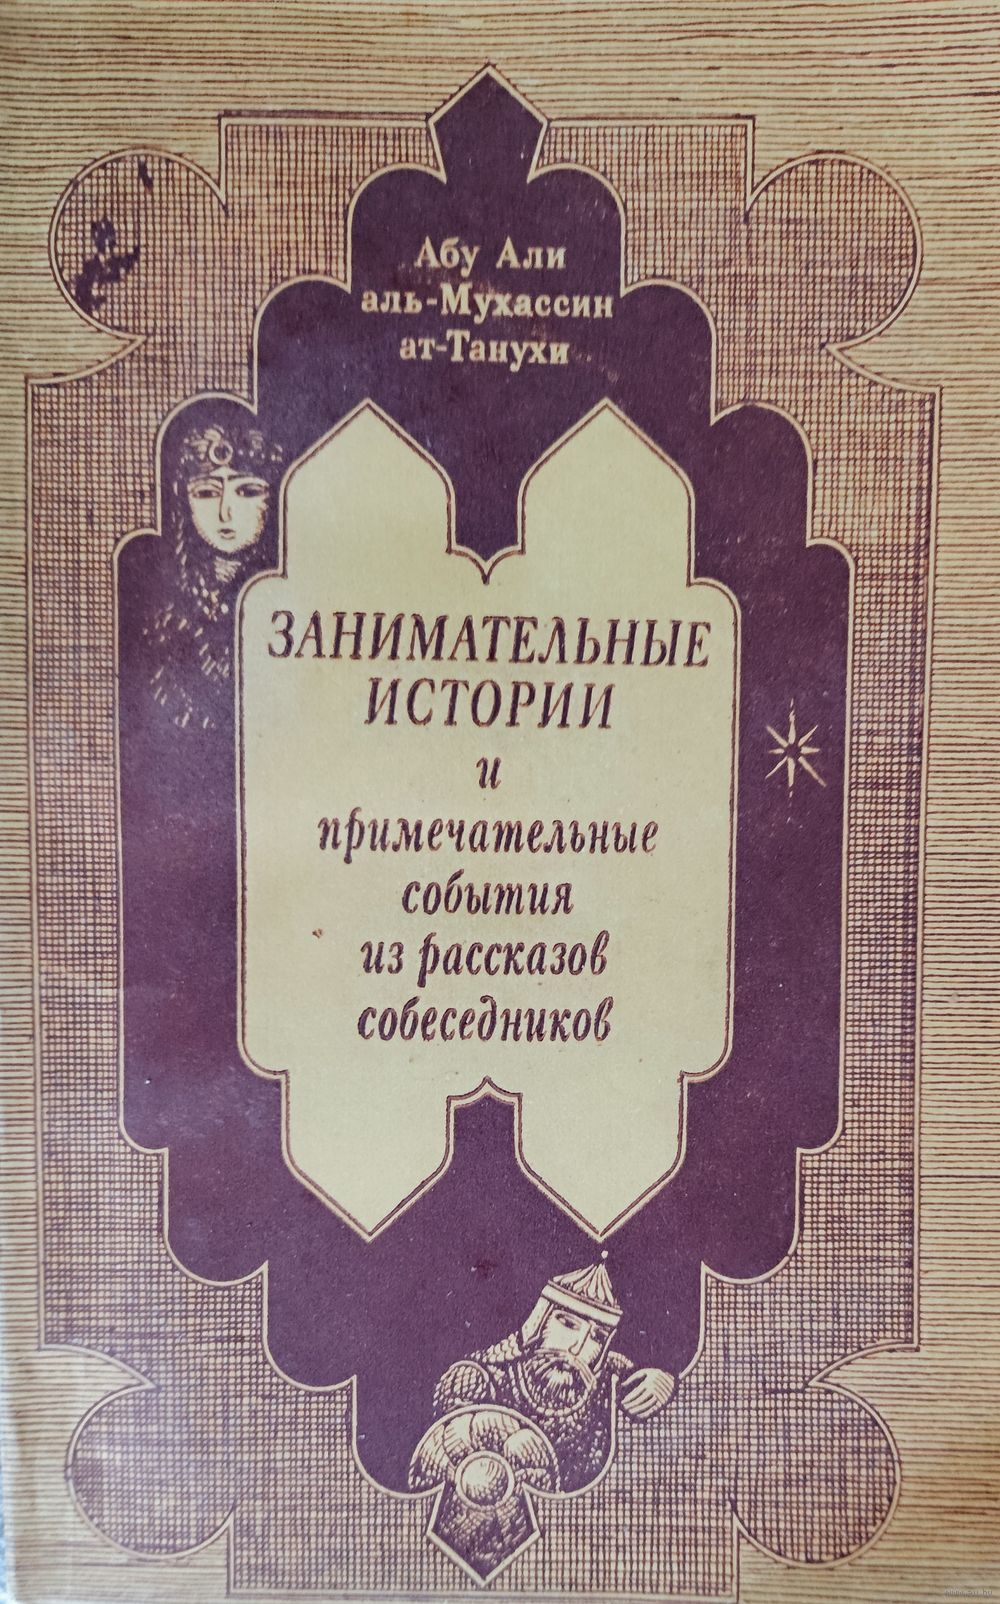 Абу Али
аль-Мухассин
ат-Танухи
ЗАНИМАТЕЛЬНЫЕ
ИСТОРИИ
и
примечательные
события
из рассказов
собеседников